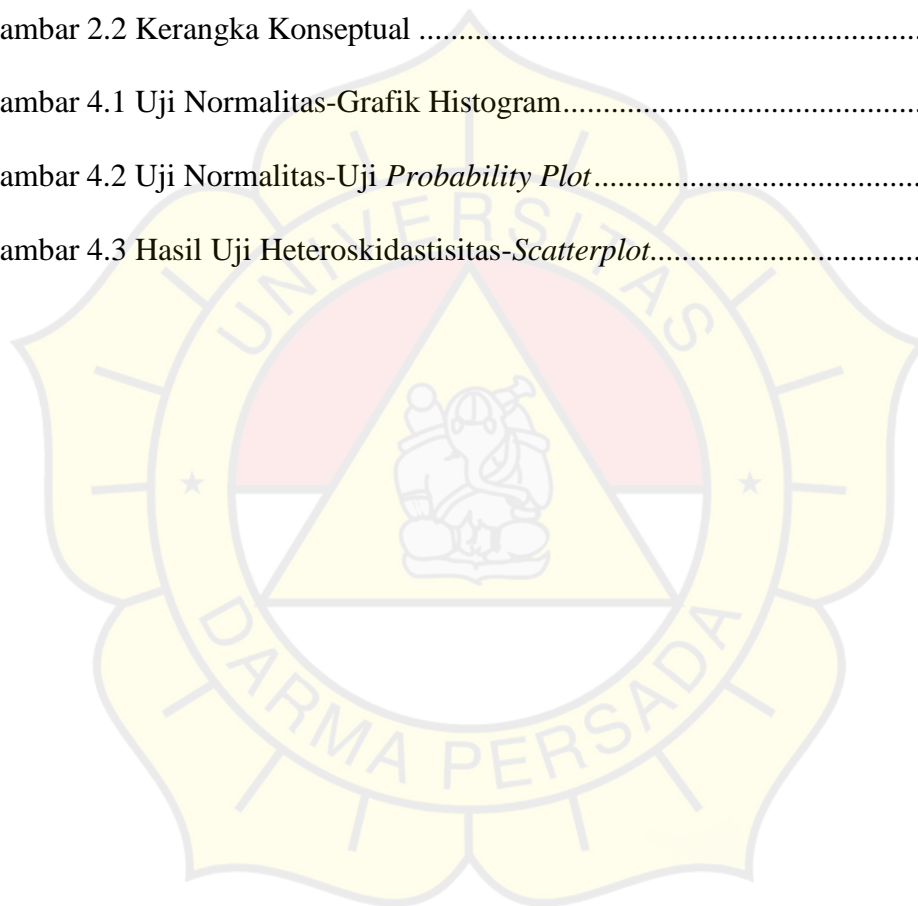 ambar 2.2 Kerangka Konseptual ................................................................
ambar 4.1 Uji Normalitas-Grafik Histogram.............................................
ambar 4.2 Uji Normalitas-Uji Probability Plot.........................................
ambar 4.3 Hasil Uji Heteroskidastisitas-Scatterplot..................................
UNIVERSITAS
DARMA PERSADA